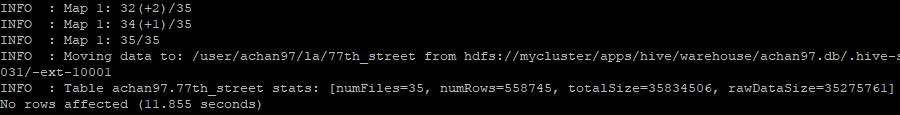 INFO  : Map 1: 32(+2)/35
INFO  : Map 1: 34(+1)/35
INFO  : Map 1: 35/35
INFO  : Moving data to: /user/achan97/la/77th_street from hdfs://mycluster/apps/hive/warehouse/achan97.db/.hive-s
031/-ext-10001
INFO  : Table achan97.77th_street stats: [numFiles=35, numRows=558745, totalSize=35834506, rawDataSize=35275761]
No rows affected (11.855 seconds)